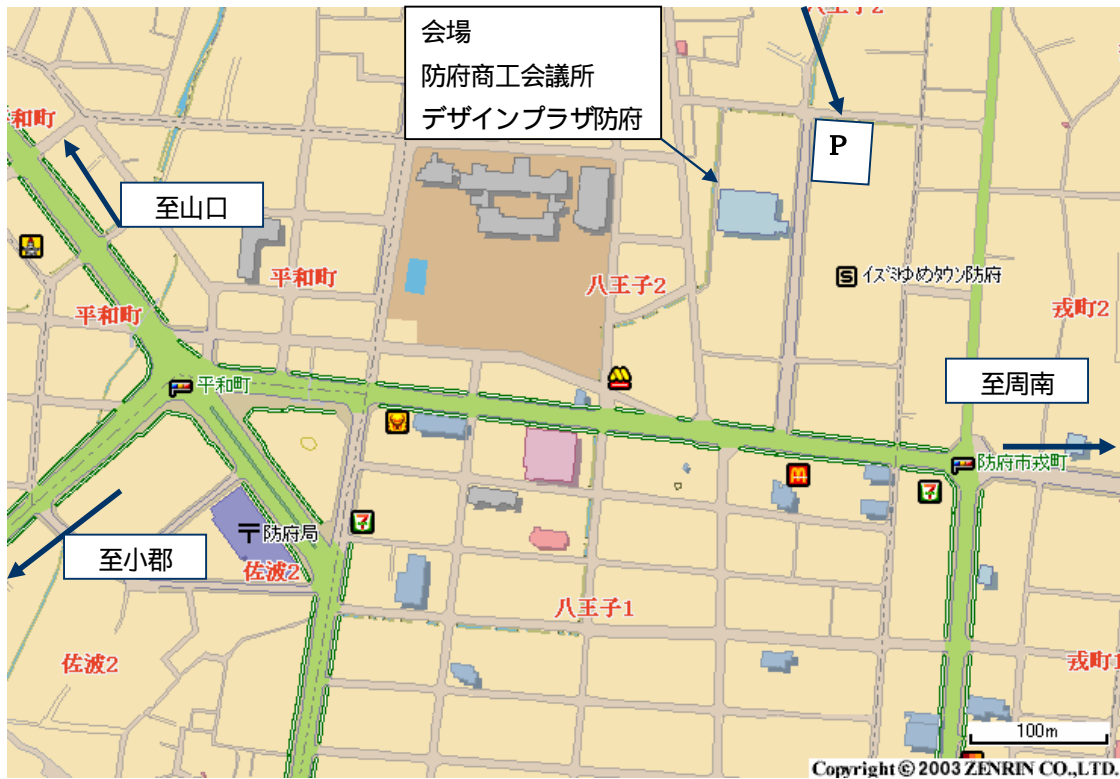 八王子2
会場
防府商工会議所
デザインプラザ防府
P
和町
至山口
平和町
八王子2
イズミゆめタウン防府
戎町2
平和町
平和町
至周南
防府市戎町
〒防府局
至小郡
佐波2
八王子1
佐波2
戎町1
100m
Copyright © 2003 ZENRIN CO.,LTD.